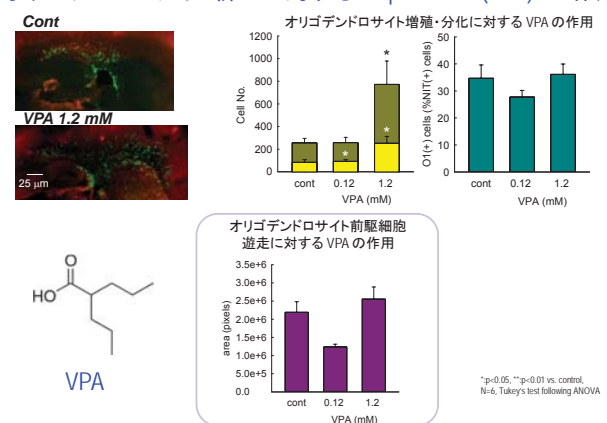 Cont
VPA 1.2 mM
25 μm
オリゴデンドロサイト増殖・分化に対する VPA の作用
Cell No.
1200
1000
800
600
400
200
0
*
*
*
cont
0.12
1.2
VPA (mM)
O1(+) cells (%NIT(+) cells)
50
40
30
20
10
0
cont
0.12
1.2
VPA (mM)
O
HO
VPA
オリゴデンドロサイト前駆細胞
遊走に対する VPA の作用
area (pixels)
3.5e+6
3.0e+6
2.5e+6
2.0e+6
1.5e+6
1.0e+6
5.0e+5
0.0
cont
0.12
1.2
VPA (mM)
*:p<0.05, **:p<0.01 vs. control,
N=6, Tukey's test following ANOVA